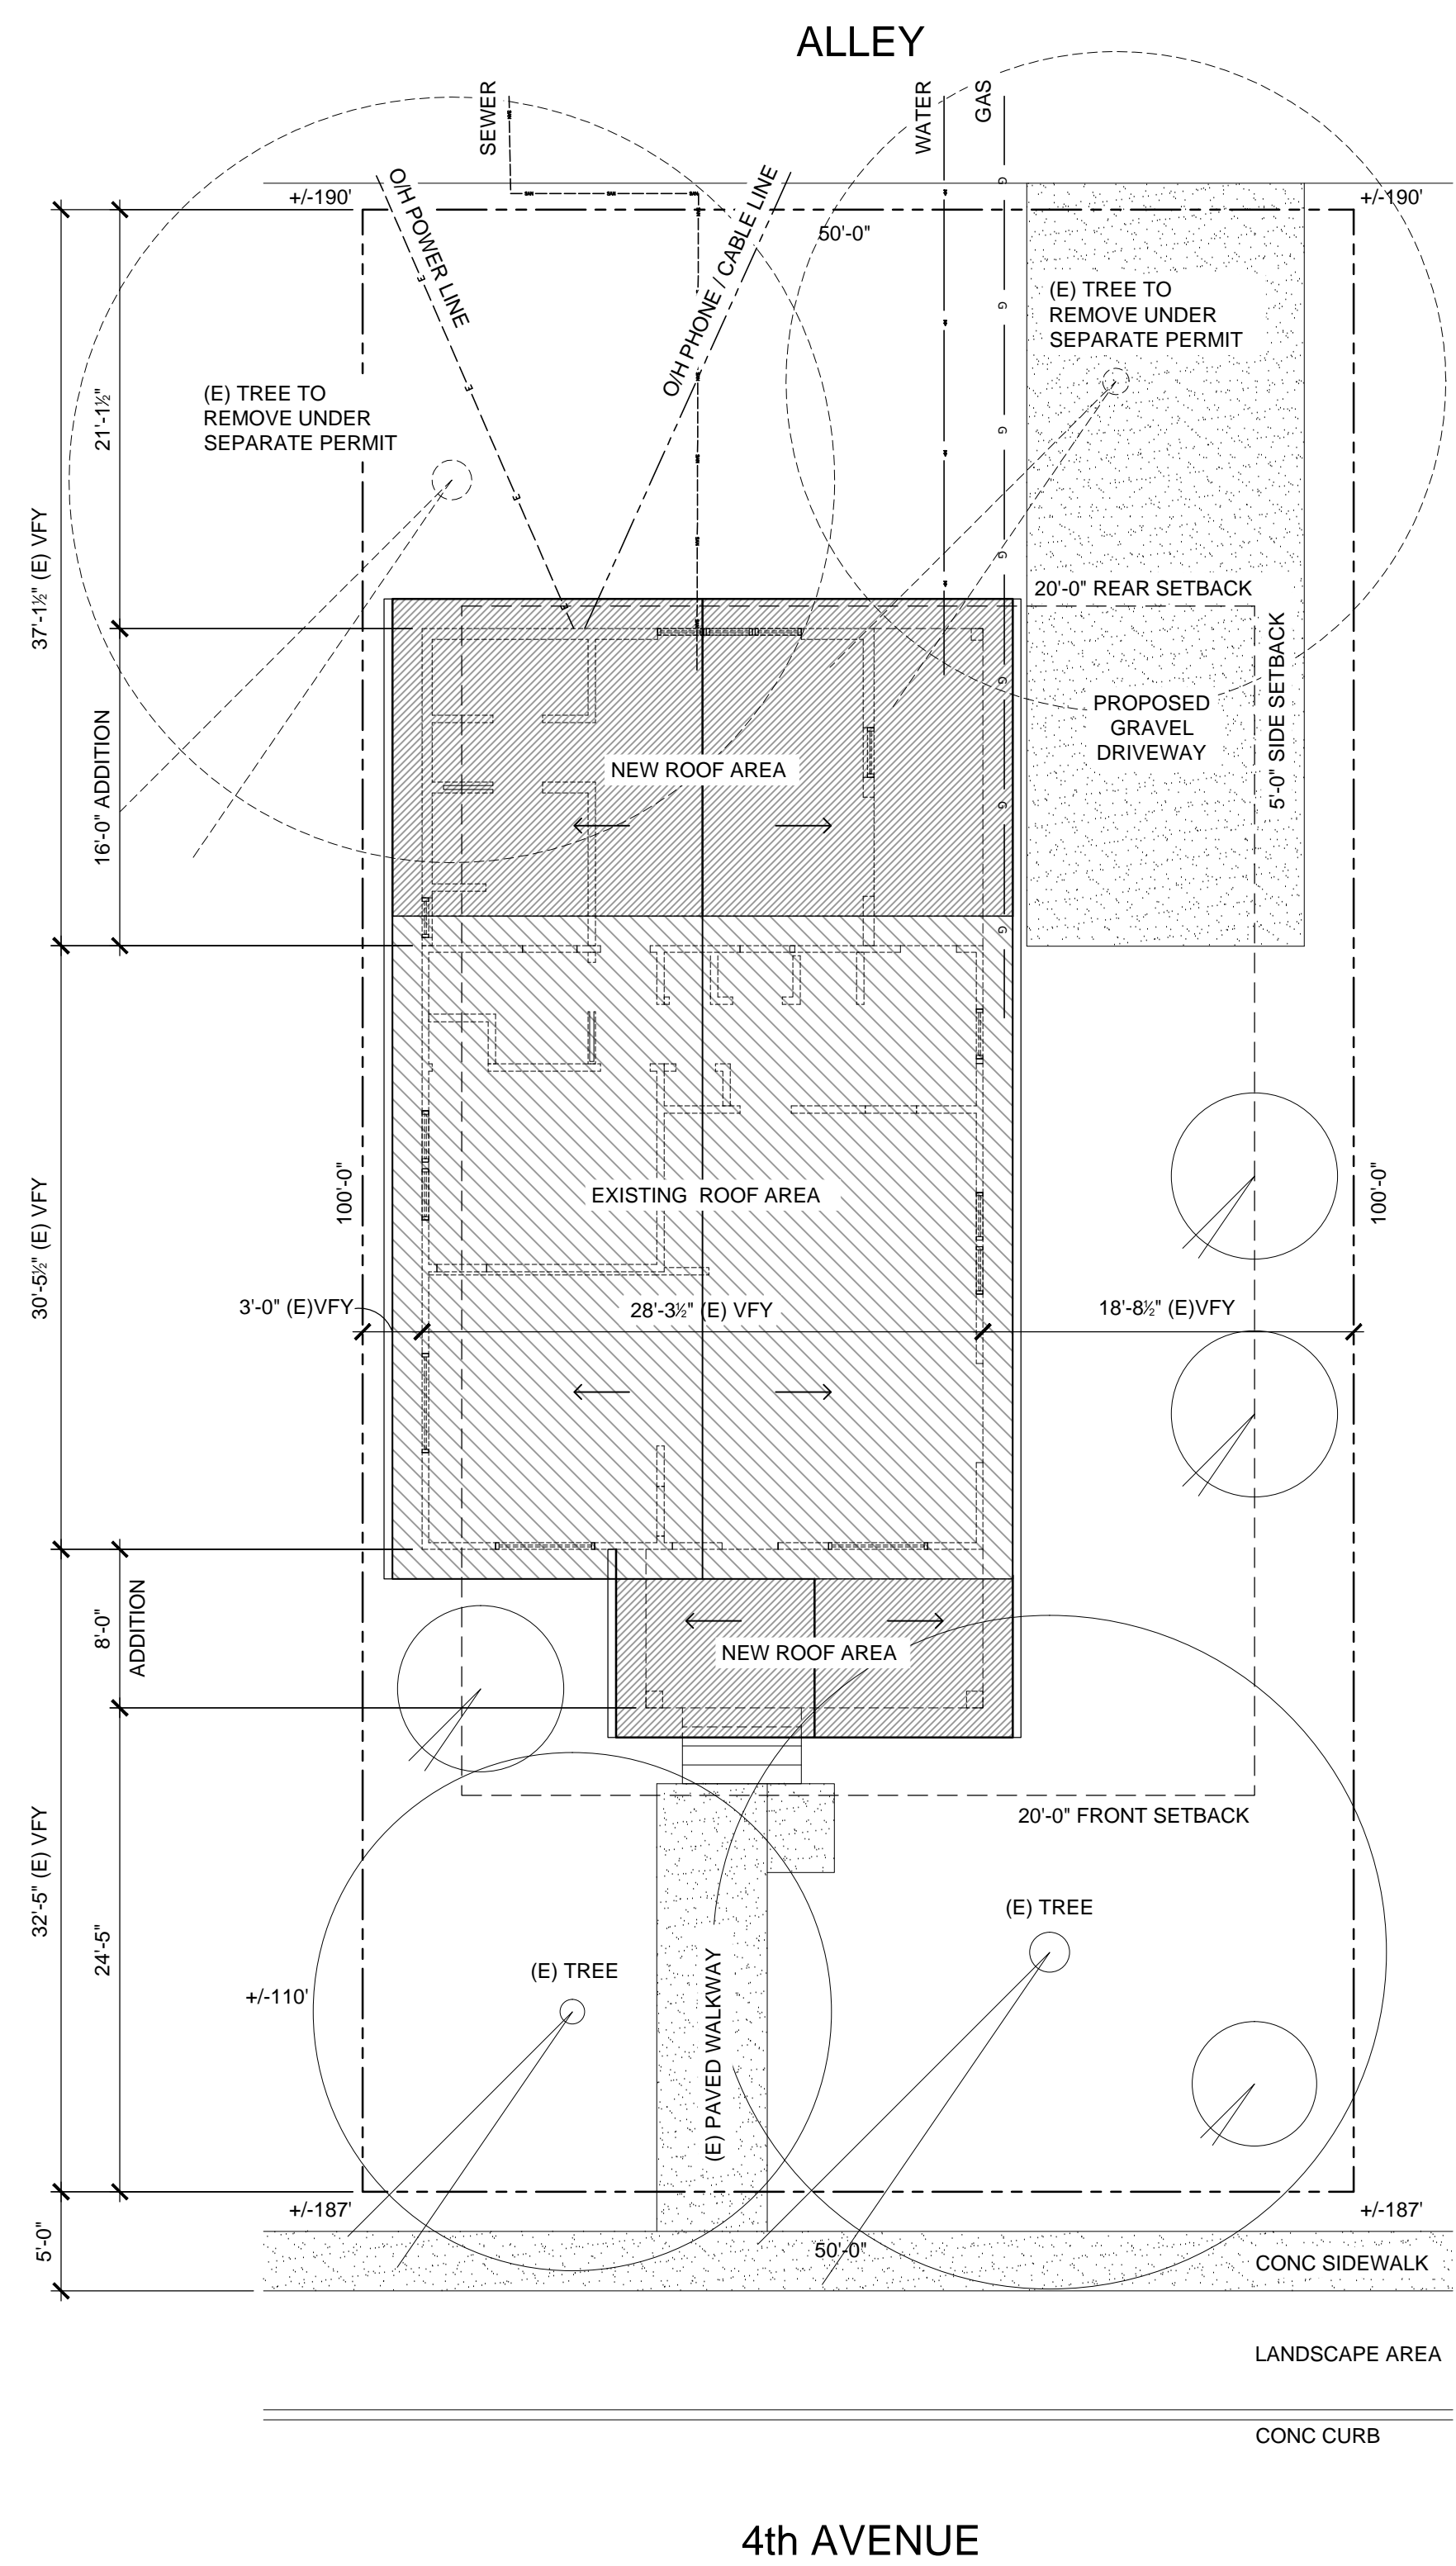 ALLEY
SEWER
WATER
GAS
+/-190'
+/-190'
O/H POWER LINE
O/H PHONE / CABLE LINE
50'-0"
(E) TREE TO
REMOVE UNDER
SEPARATE PERMIT
(E) TREE TO
REMOVE UNDER
SEPARATE PERMIT
21'-1½"
37'-1½" (E) VFY
20'-0" REAR SETBACK
5'-0" SIDE SETBACK
PROPOSED
GRAVEL
DRIVEWAY
16'-0" ADDITION
NEW ROOF AREA
G
G
G
G
G
G
G
E
E
E
E
100'-0"
EXISTING ROOF AREA
100'-0"
30'-5½" (E) VFY
3'-0" (E)VFY
28'-3½" (E) VFY
18'-8½" (E)VFY
8'-0"
ADDITION
NEW ROOF AREA
20'-0" FRONT SETBACK
32'-5" (E) VFY
24'-5"
(E) TREE
(E) TREE
+/-110'
(E) PAVED WALKWAY
+/-187'
+/-187'
5'-0"
50'-0"
CONC SIDEWALK
LANDSCAPE AREA
CONC CURB
4th AVENUE